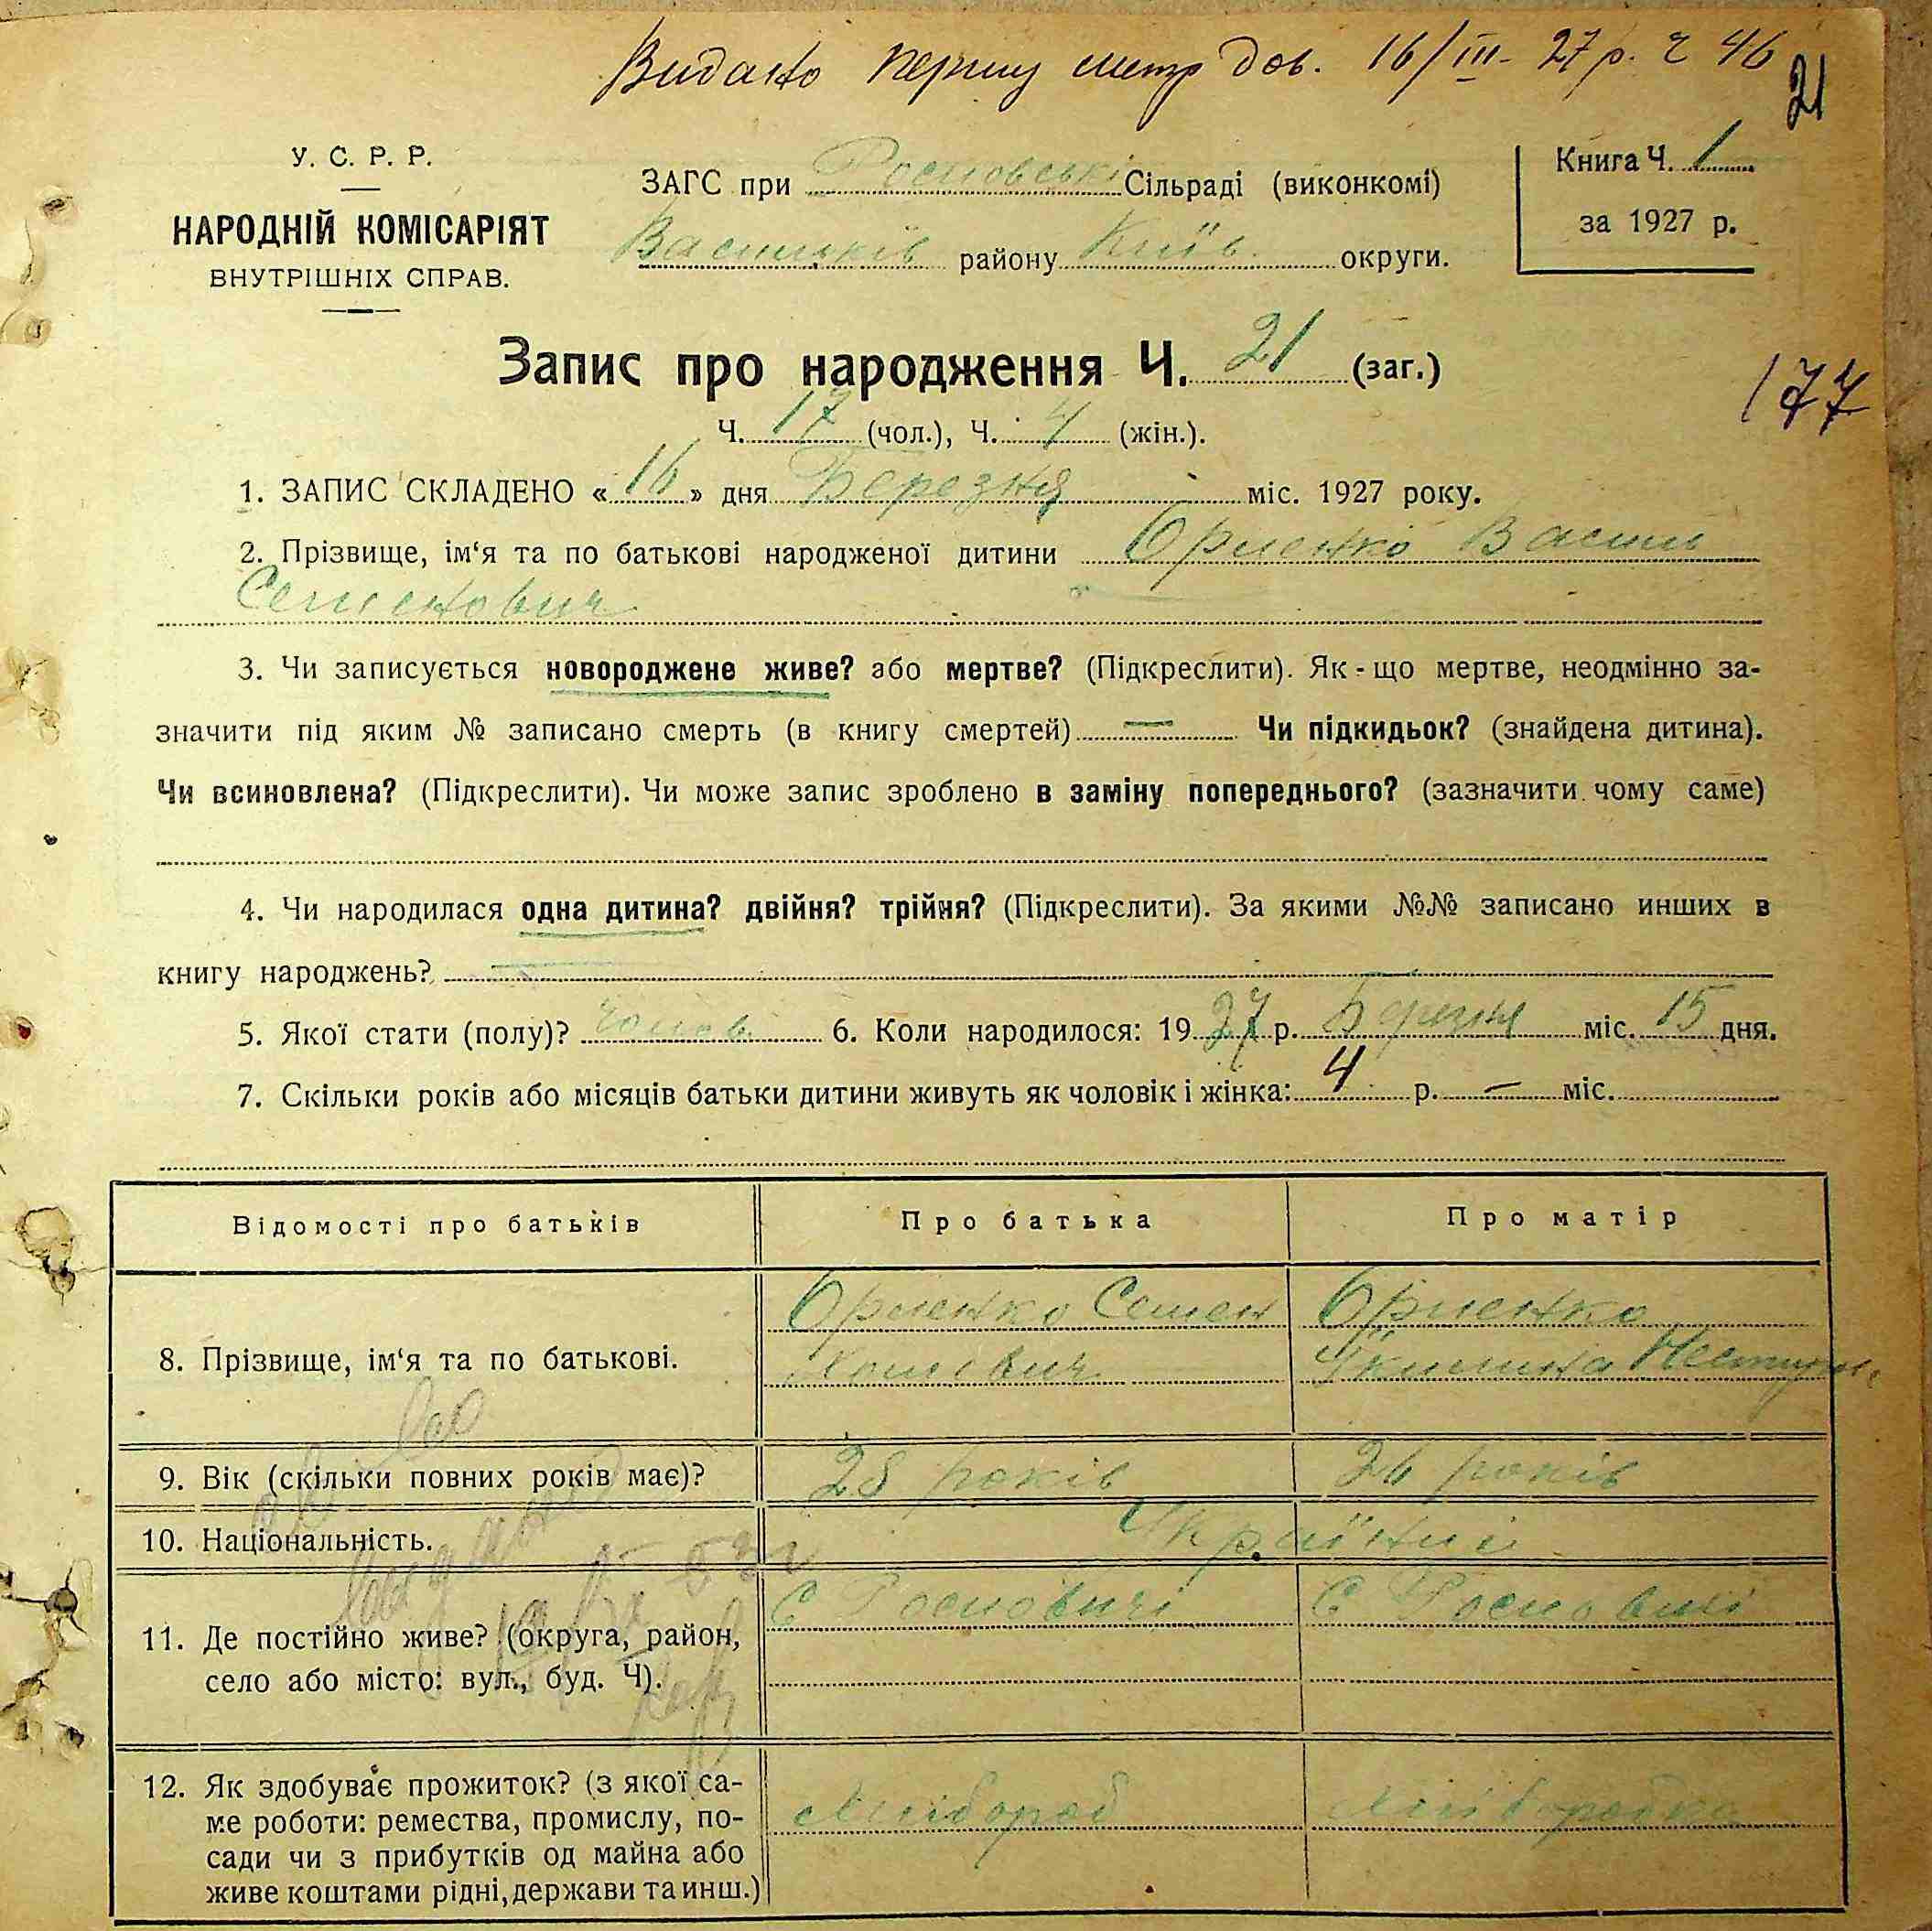 Видано перша метр дов. 16/III - 27 р. Ч 46
21
У. С. Р. Р.
НАРОДНІЙ КОМІСАРІЯТ
ВНУТРІШНІХ СПРАВ.
ЗАГС при Росновські Сільраді (виконкомі)
Васильків району Київ. округи.
Книга Ч. 1
за 1927 р.
Запис про народження Ч. 21 (заг.)
177
Ч. 17 (чол.), Ч. 4 (жін.).
1. ЗАПИС СКЛАДЕНО « 16 » дня Березня міс. 1927 року.
2. Прізвище, ім‘я та по батькові народженої дитини Орленко Василь
Семенович
3. Чи записується новороджене живе? або мертве? (Підкреслити). Як-що мертве, неодмінно за-
значити під яким № записано смерть (в книгу смертей) — Чи підкидьок? (знайдена дитина).
Чи всиновлена? (Підкреслити). Чи може запис зроблено в заміну попереднього? (зазначити чому саме)
4. Чи народилася одна дитина? двійня? трійня? (Підкреслити). За якими №№ записано инших в
книгу народжень? —
5. Якої стати (полу)? чолов. 6. Коли народилося: 1927 р. Березня міс. 15 дня.
7. Скільки років або місяців батьки дитини живуть як чоловік і жінка: 4 р. — міс.
Відомості про батьків
Про батька
Про матір
8. Прізвище, ім‘я та по батькові.
Орленко Семен
Орленко
9. Вік (скільки повних років має)?
28 років
26 років
10. Національність.
Українці
11. Де постійно живе? (округа, район,
село або місто: вул., буд. Ч).
С Росновичі
С Росновичі
12. Як здобуває прожиток? (з якої са-
ме роботи: ремества, промислу, по-
сади чи з прибутків од майна або
живе коштами рідні, держави та инш.)
хлібороб
хліборобка